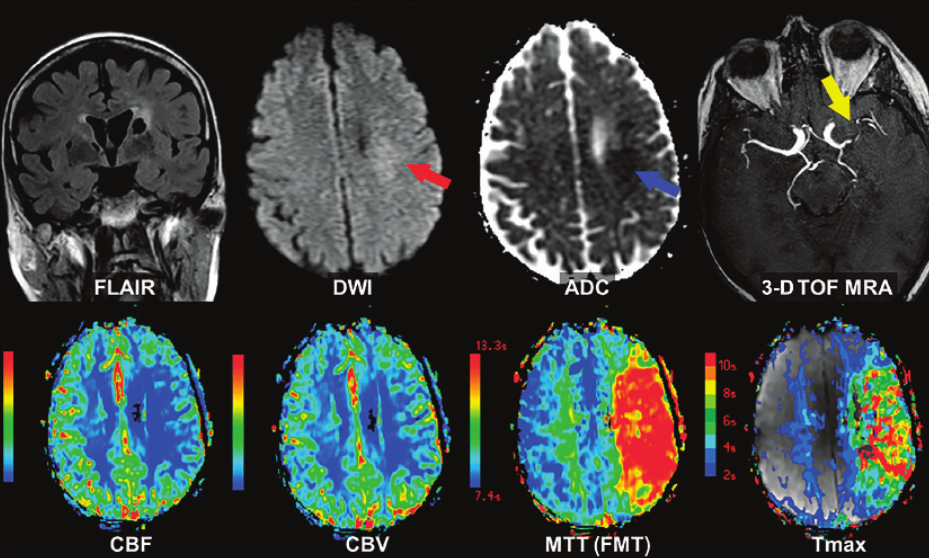 FLAIR
DWI
ADC
3-D TOF MRA
13.3s
7.4s
10s
8s
6s
4s
2s
CBF
CBV
MTT (FMT)
Tmax